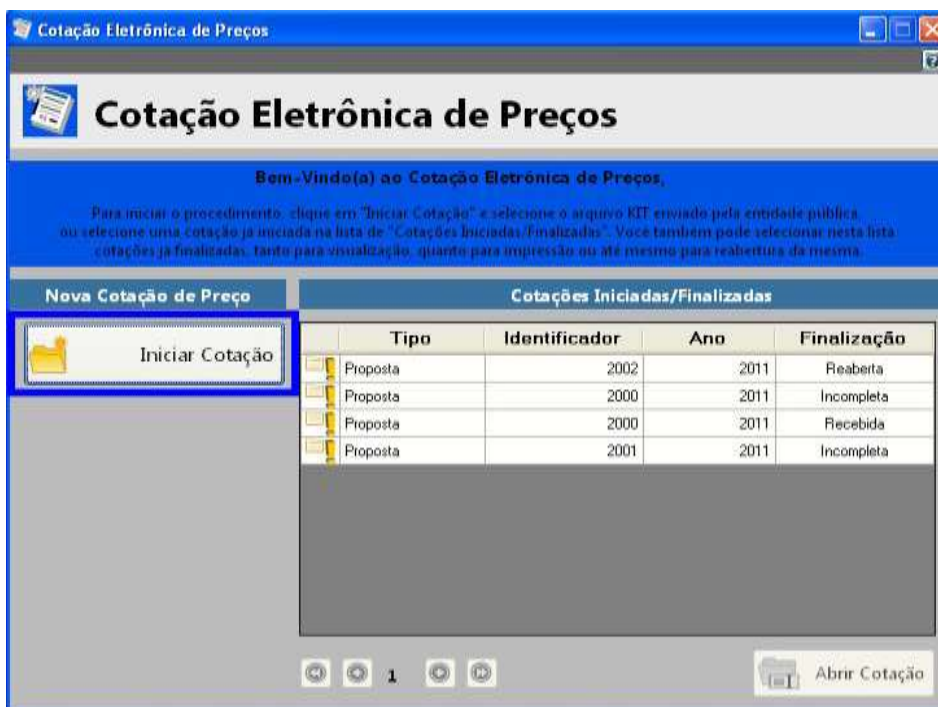 Cotação Eletrônica de Preços
Cotação Eletrônica de Preços
Bem-Vindo(a) ao Cotação Eletrônica de Preços,
Para iniciar o procedimento, clique em "Iniciar Cotação" e selecione o arquivo KIT enviado pela entidade pública,
ou selecione uma cotação já iniciada na lista de "Cotações Iniciadas/Finalizadas". Você também pode selecionar nesta lista
cotações já finalizadas, tanto para visualização, quanto para impressão ou até mesmo para reabertura da mesma.
Nova Cotação de Preço
Cotações Iniciadas/Finalizadas
Iniciar Cotação
Tipo Identificador Ano Finalização
Proposta 2002 2011 Reaberta
Proposta 2000 2011 Incompleta
Proposta 2000 2011 Recebida
Proposta 2001 2011 Incompleta
1
Abrir Cotação